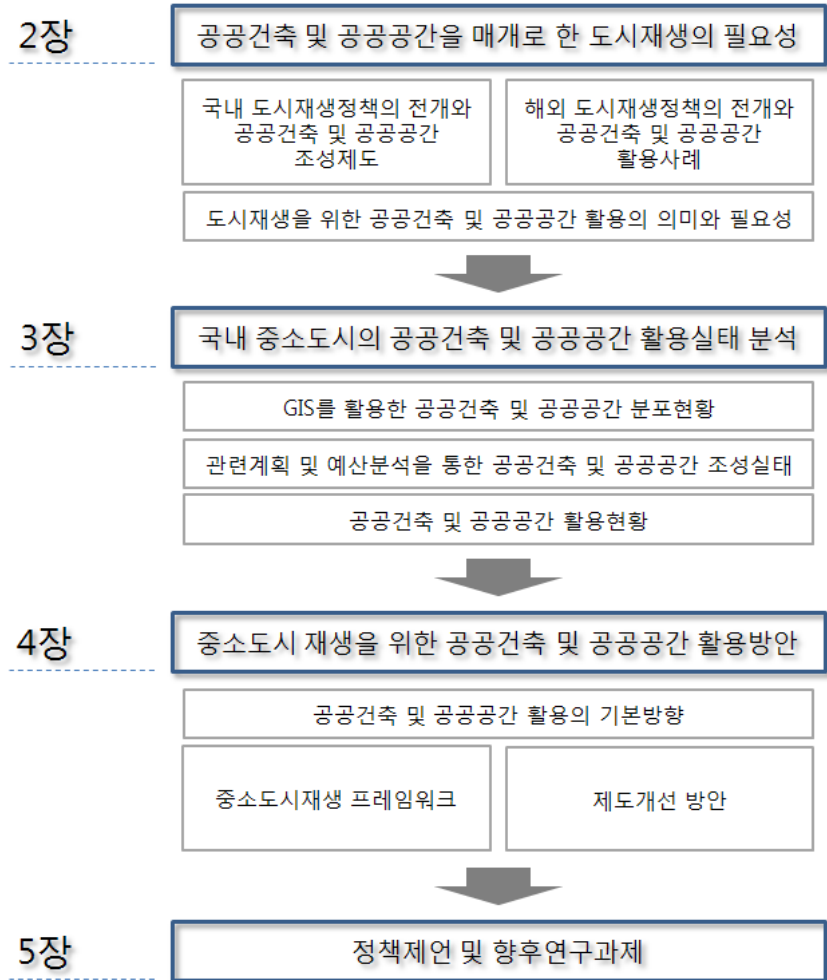 2장
공공건축 및 공공공간을 매개로 한 도시재생의 필요성
국내 도시재생정책의 전개와
공공건축 및 공공공간
조성제도
해외 도시재생정책의 전개와
공공건축 및 공공공간
활용사례
도시재생을 위한 공공건축 및 공공공간 활용의 의미와 필요성
3장
국내 중소도시의 공공건축 및 공공공간 활용실태 분석
GIS를 활용한 공공건축 및 공공공간 분포현황
관련계획 및 예산분석을 통한 공공건축 및 공공공간 조성실태
공공건축 및 공공공간 활용현황
4장
중소도시 재생을 위한 공공건축 및 공공공간 활용방안
공공건축 및 공공공간 활용의 기본방향
중소도시재생 프레임워크
제도개선 방안
5장
정책제언 및 향후연구과제